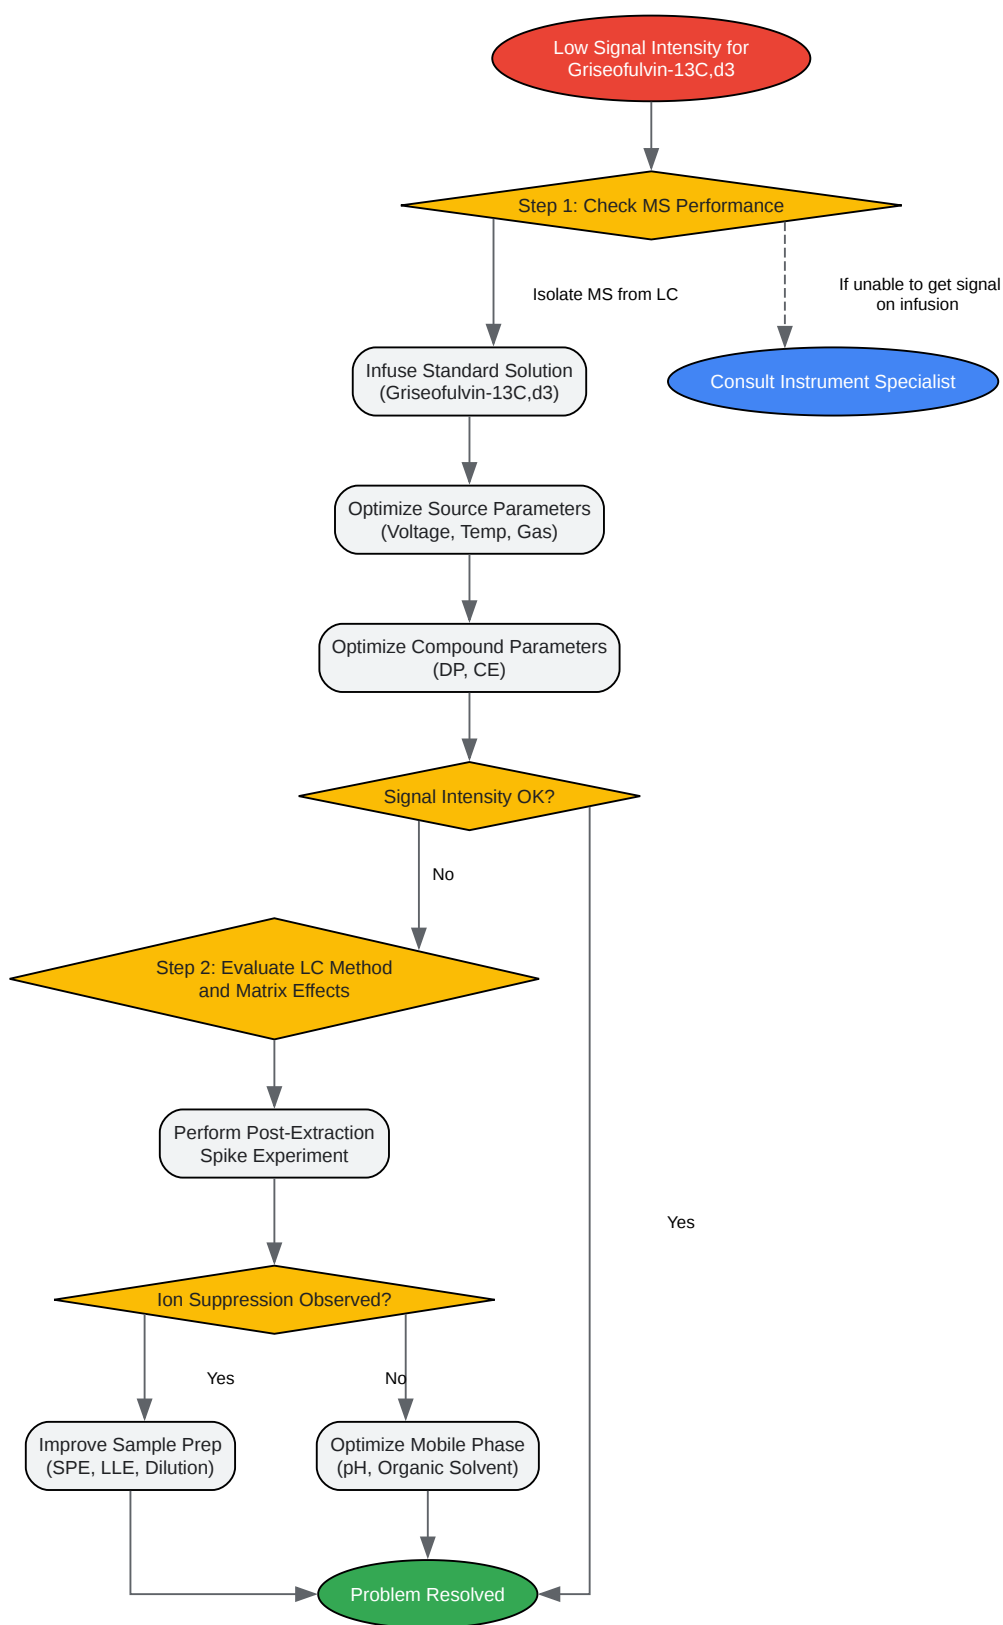 Low Signal Intensity for
Griseofulvin-13C,d3
Step 1: Check MS Performance
Isolate MS from LC
If unable to get signal
on infusion
Infuse Standard Solution
(Griseofulvin-13C,d3)
Consult Instrument Specialist
Optimize Source Parameters
(Voltage, Temp, Gas)
Optimize Compound Parameters
(DP, CE)
Signal Intensity OK?
No
Step 2: Evaluate LC Method
and Matrix Effects
Perform Post-Extraction
Spike Experiment
Yes
Ion Suppression Observed?
Yes
No
Improve Sample Prep
(SPE, LLE, Dilution)
Optimize Mobile Phase
(pH, Organic Solvent)
Problem Resolved